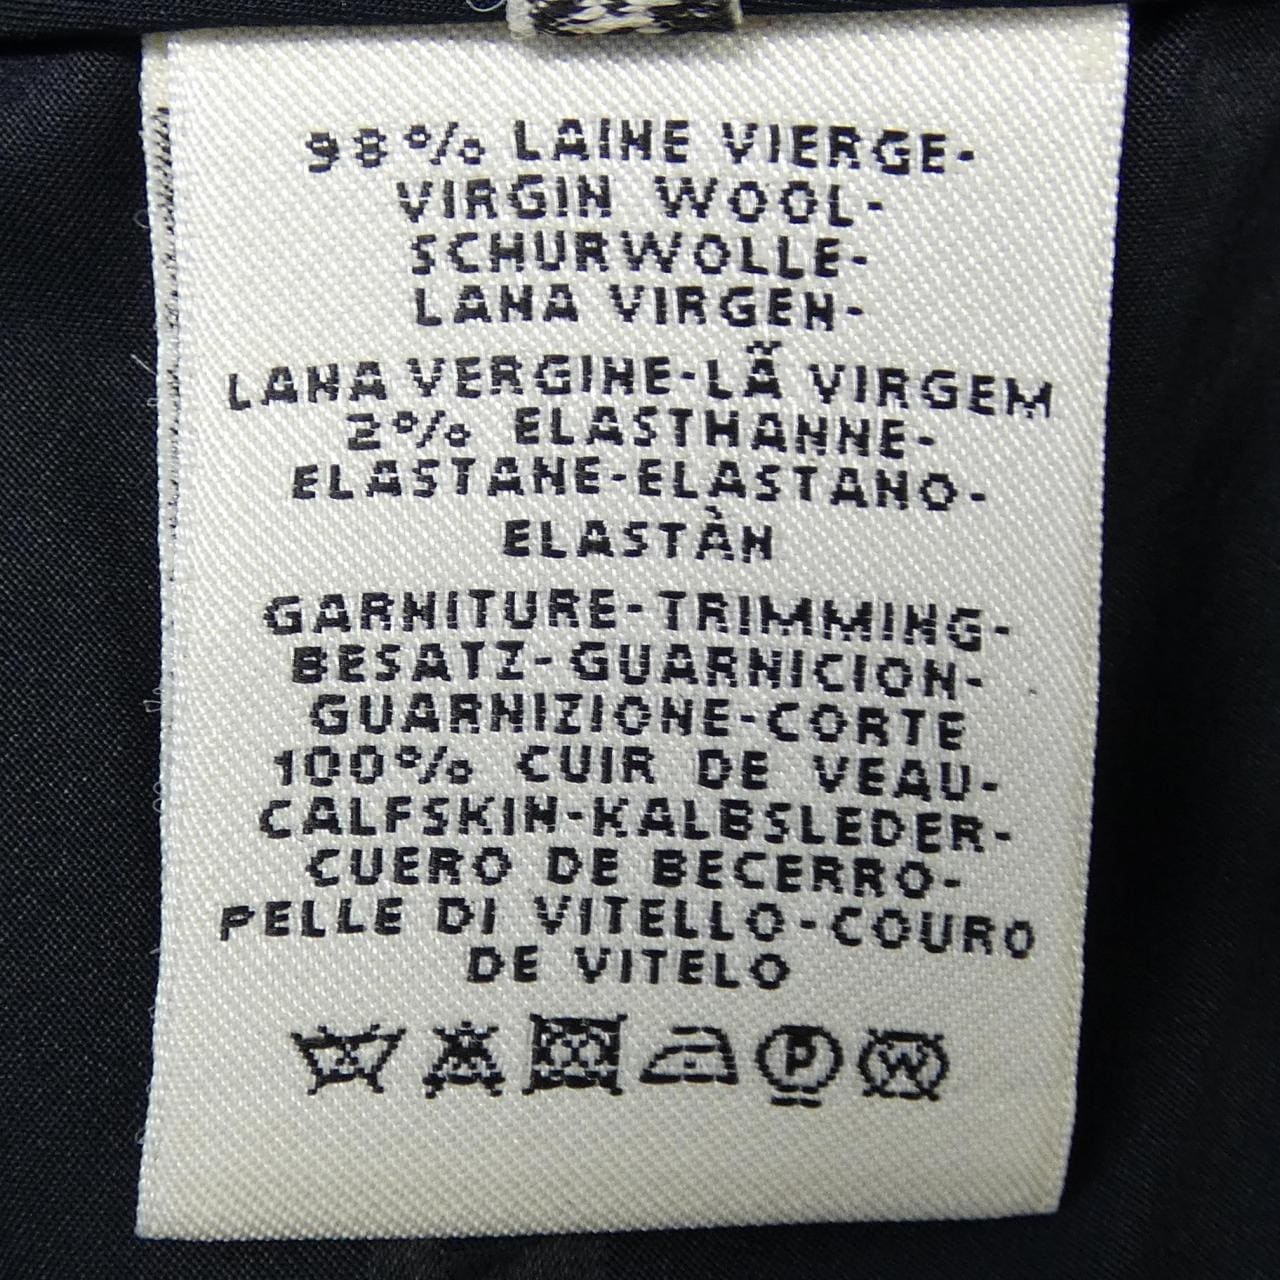 98% LAINE VIERGE-
VIRGIN WOOL-
SCHURWOLLE-
LANA VIRGEN-
LANA VERGINE-LÃ VIRGEM
2% ELASTHANNE-
ELASTANE-ELASTANO-
ELASTÀN
GARNITURE-TRIMMING-
BESATZ-GUARNICION-
GUARNIZIONE-CORTE
100% CUIR DE VEAU-
CALFSKIN-KALBSLEDER-
CUERO DE BECERRO-
PELLE DI VITELLO-COURO
DE VITELO
P W